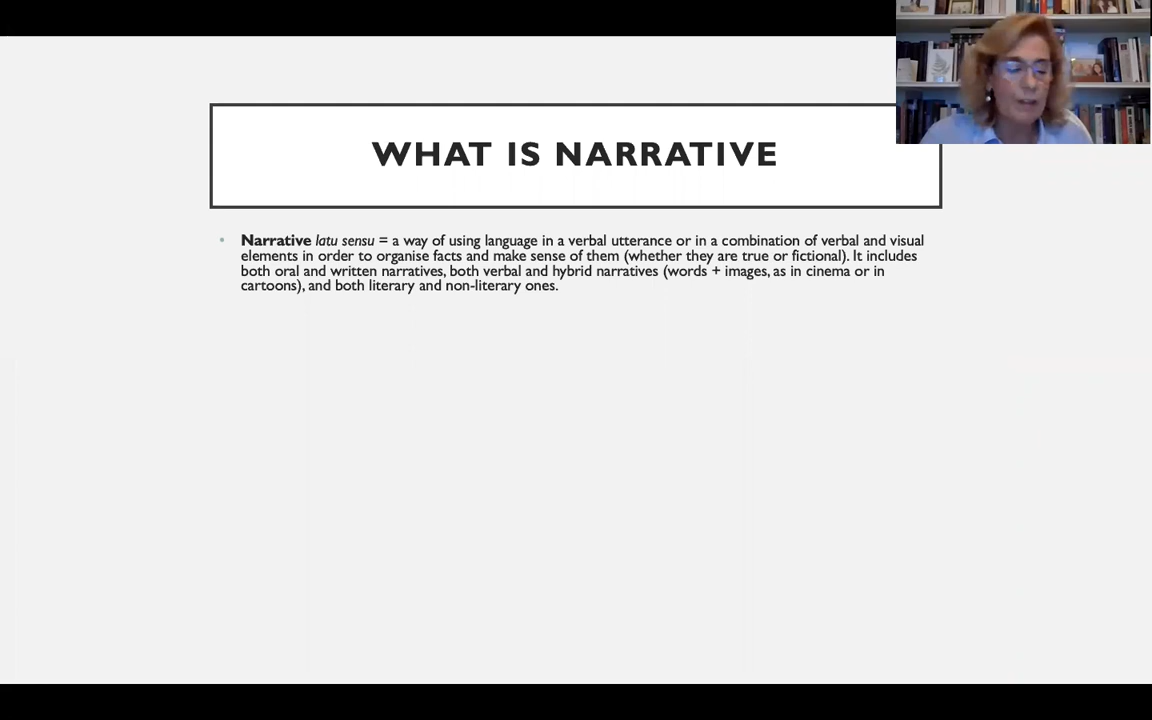 WHAT IS NARRATIVE
• Narrative latu sensu = a way of using language in a verbal utterance or in a combination of verbal and visual
elements in order to organise facts and make sense of them (whether they are true or fictional). It includes
both oral and written narratives, both verbal and hybrid narratives (words + images, as in cinema or in
cartoons), and both literary and non-literary ones.